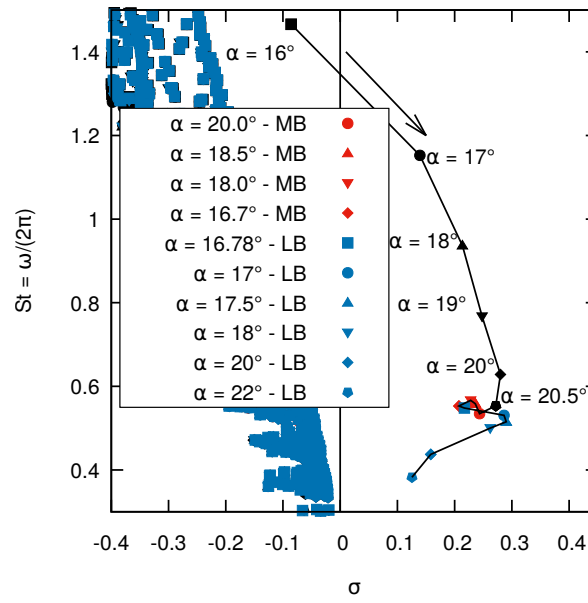 1.4
1.2
1
0.8
0.6
0.4
St = ω/(2π)
α = 16°
α = 17°
α = 18°
α = 19°
α = 20°
α = 20.5°
α = 20.0° - MB
α = 18.5° - MB
α = 18.0° - MB
α = 16.7° - MB
α = 16.78° - LB
α = 17° - LB
α = 17.5° - LB
α = 18° - LB
α = 20° - LB
α = 22° - LB
-0.4 -0.3 -0.2 -0.1 0 0.1 0.2 0.3 0.4
σ